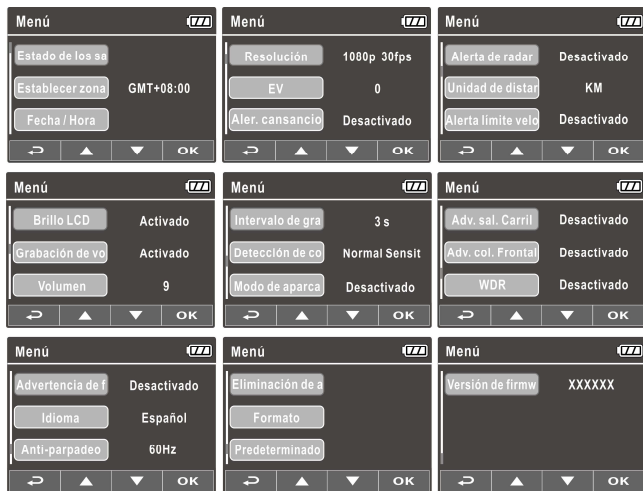 Menú
Estado de los sa
Establecer zona GMT+08:00
Fecha / Hora
OK
Menú
Resolución 1080p 30fps
EV 0
Aler. cansancio Desactivado
OK
Menú
Alerta de radar Desactivado
Unidad de distar KM
Alerta límite velo Desactivado
OK
Menú
Brillo LCD Activado
Grabación de vo Activado
Volumen 9
OK
Menú
Intervalo de gra 3 s
Detección de co Normal Sensit
Modo de aparca Desactivado
OK
Menú
Adv. sal. Carril Desactivado
Adv. col. Frontal Desactivado
WDR Desactivado
OK
Menú
Advertencia de f Desactivado
Idioma Español
Anti-parpadeo 60Hz
OK
Menú
Eliminación de a
Formato
Predeterminado
OK
Menú
Versión de firmw XXXXXX
OK